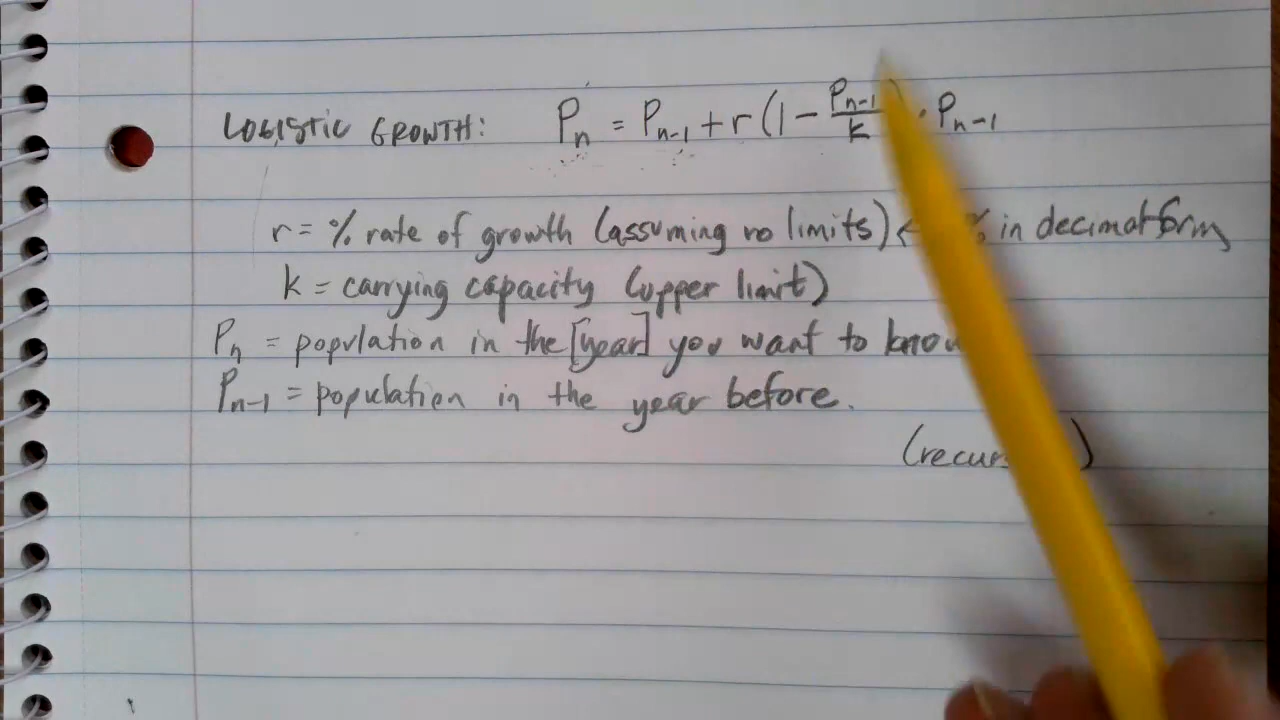 LOGISTIC GROWTH: Pn = Pn-1 + r(1 - Pn-1/k) · Pn-1
r = % rate of growth (assuming no limits) ← % in decimal form
k = carrying capacity (upper limit)
Pn = population in the [year] you want to know
Pn-1 = population in the year before.